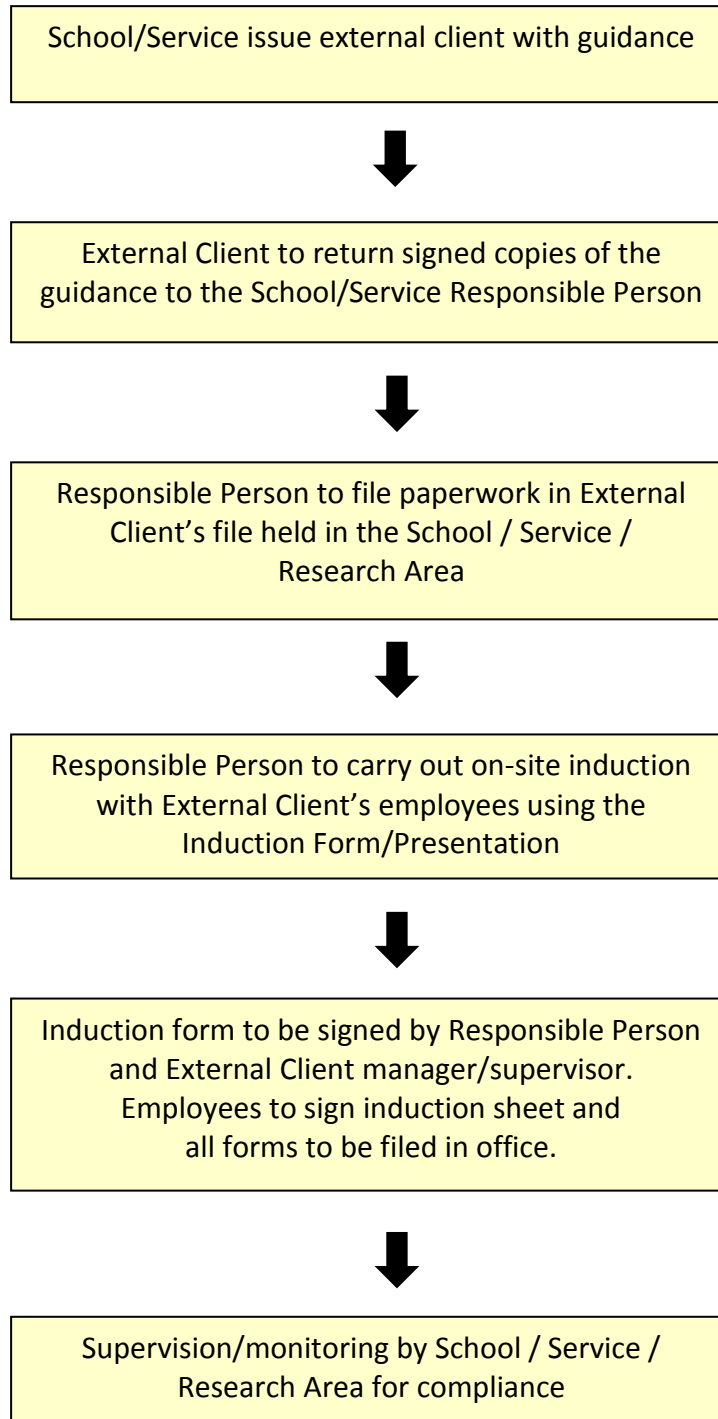 School/Service issue external client with guidance
External Client to return signed copies of the
guidance to the School/Service Responsible Person
Responsible Person to file paperwork in External
Client’s file held in the School / Service /
Research Area
Responsible Person to carry out on-site induction
with External Client’s employees using the
Induction Form/Presentation
Induction form to be signed by Responsible Person
and External Client manager/supervisor.
Employees to sign induction sheet and
all forms to be filed in office.
Supervision/monitoring by School / Service /
Research Area for compliance